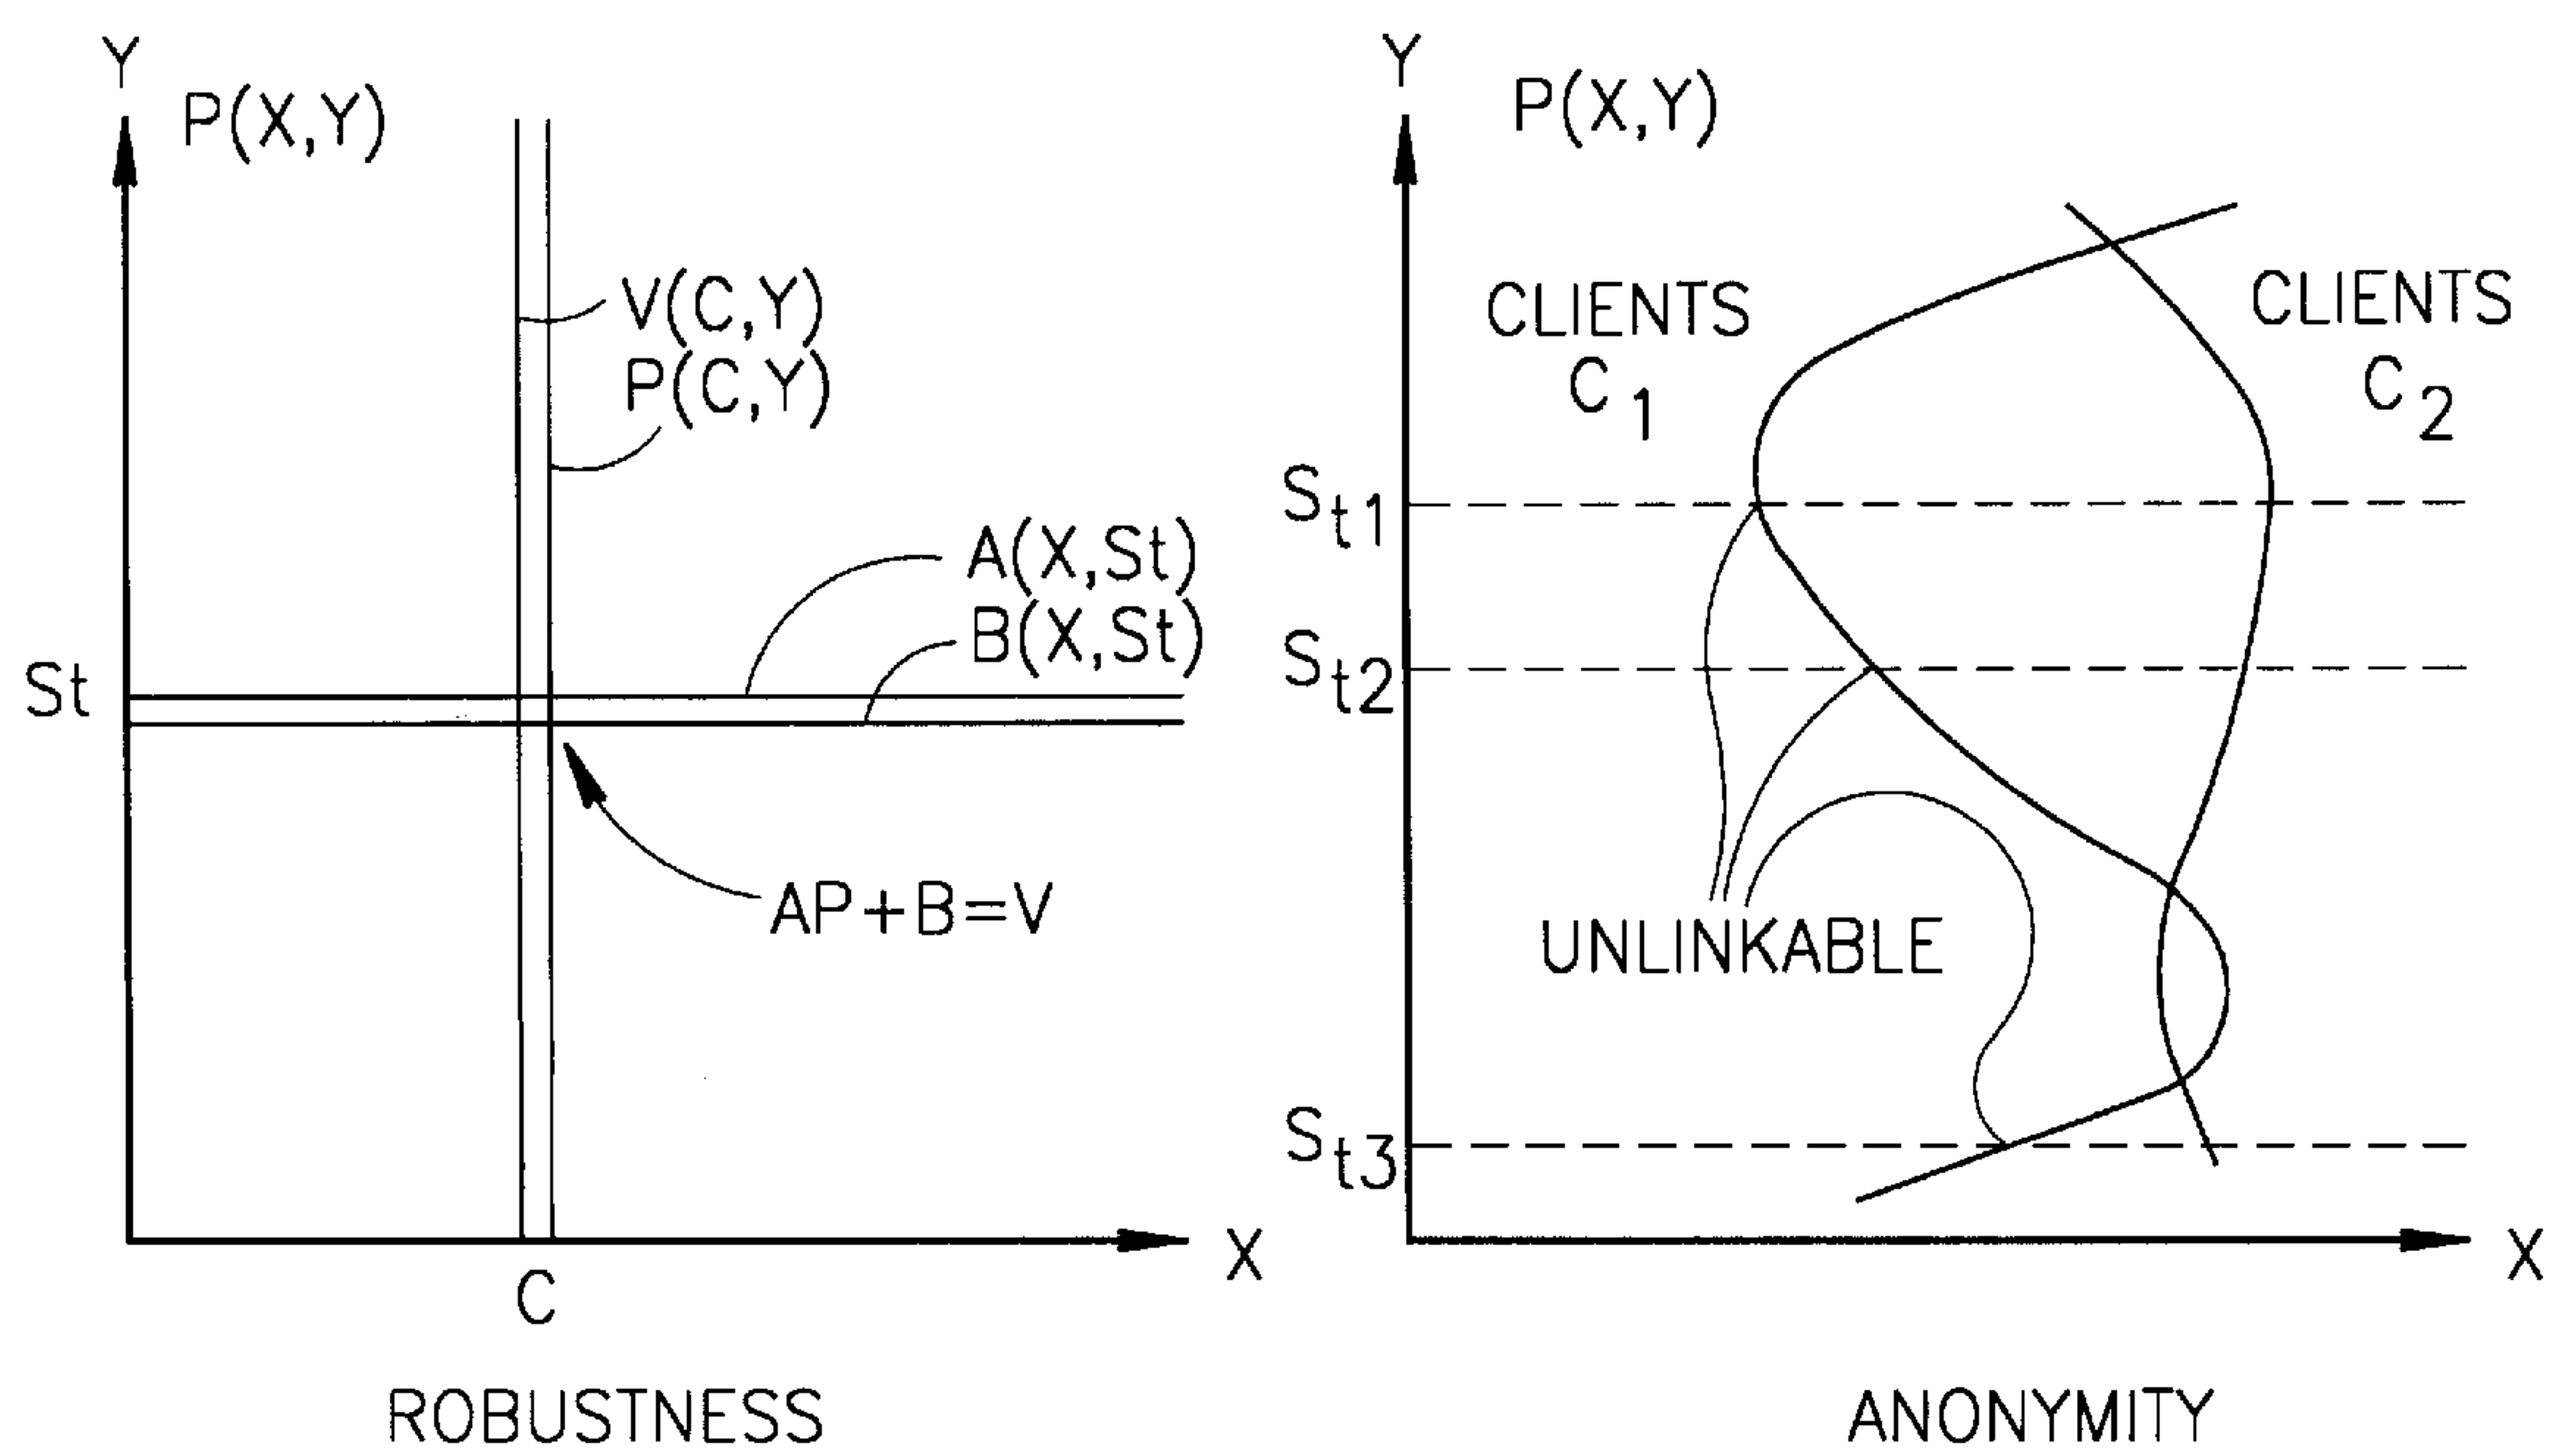 Y
P(X,Y)
V(C,Y)
P(C,Y)
A(X,St)
B(X,St)
St
AP+B=V
X
C
ROBUSTNESS
Y
P(X,Y)
CLIENTS
C1
CLIENTS
C2
St1
St2
UNLINKABLE
St3
X
ANONYMITY